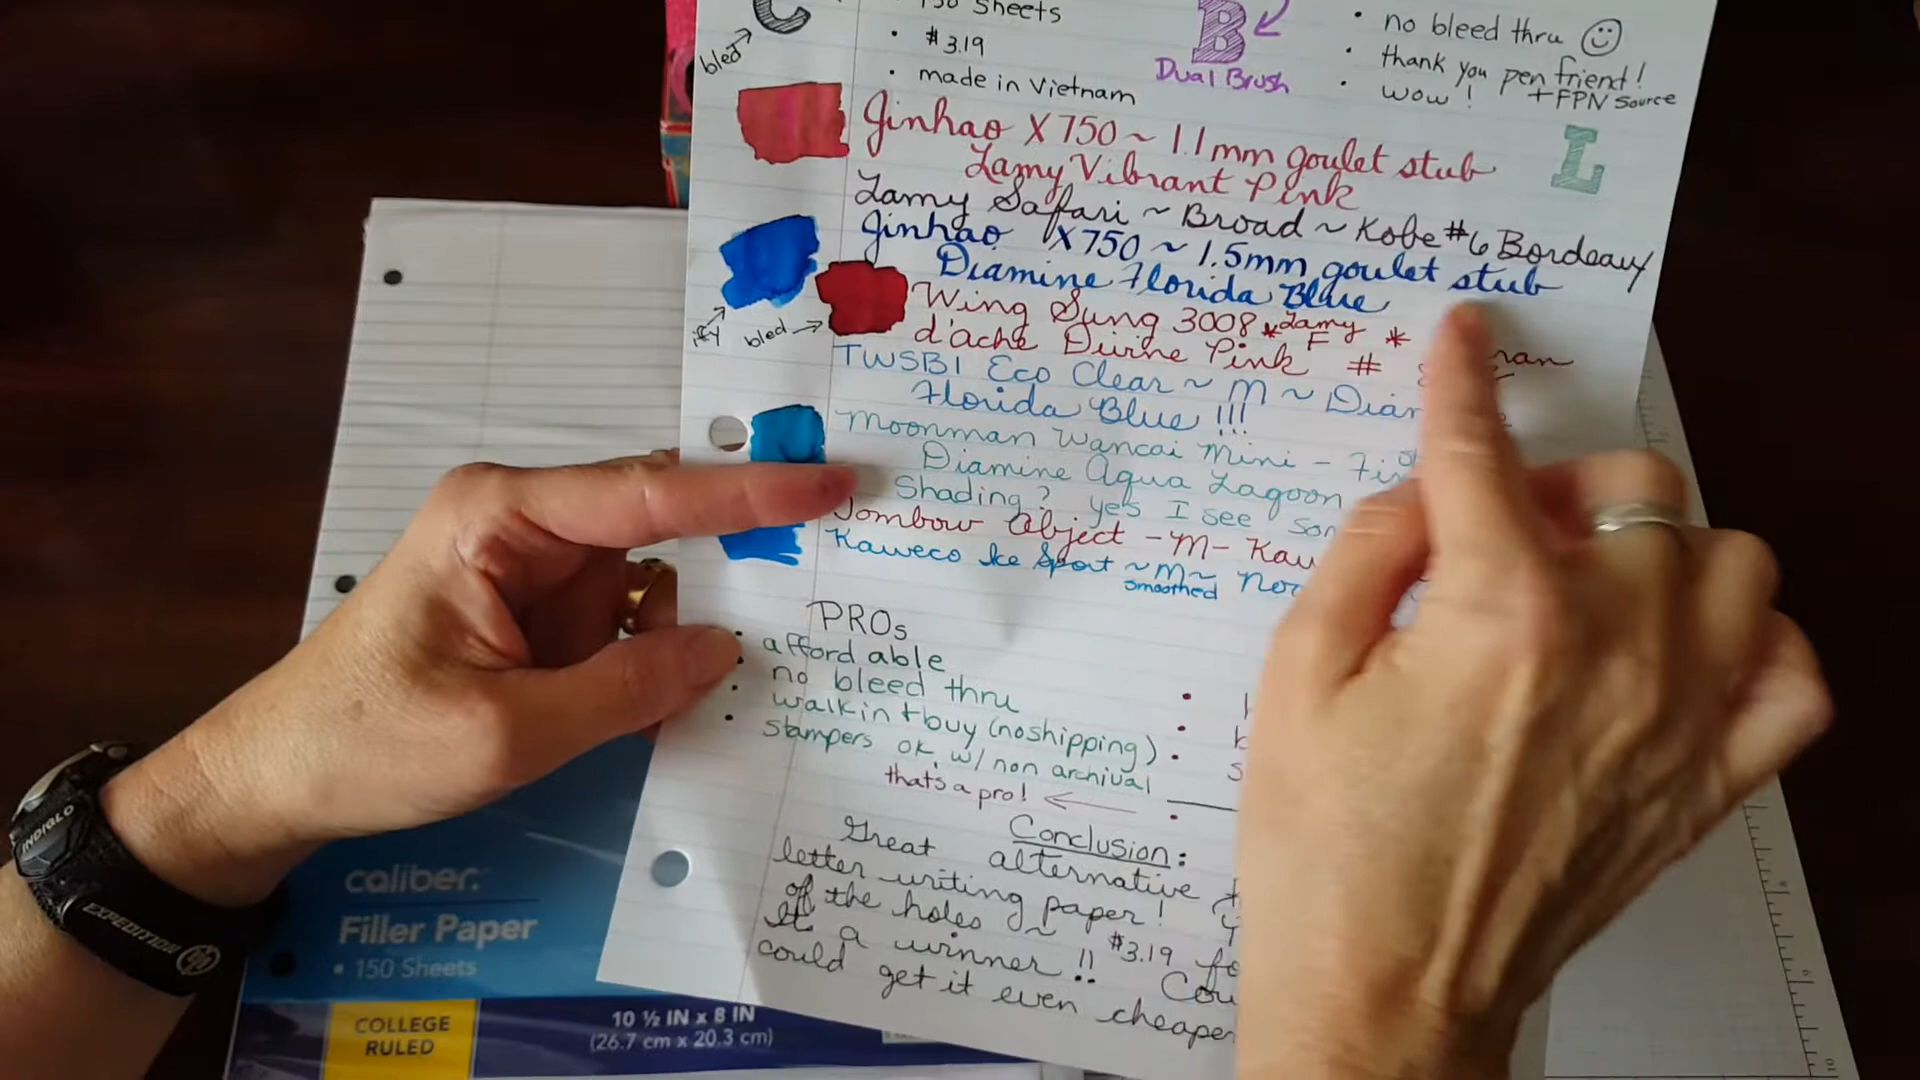 150 Sheets
$3.19
made in Vietnam
C
bled
B
Dual Brush
no bleed thru
thank you pen friend!
wow! + FPN source
L
Jinhao X750 ~ 1.1mm goulet stub
Lamy Vibrant Pink
Lamy Safari ~ Broad ~ Kobe #6 Bordeaux
Jinhao X750 ~ 1.5mm goulet stub
Diamine Florida Blue
iffy
bled
Wing Sung 3008 * Lamy F *
d'ache Divine Pink #
TWSBI Eco Clear ~ M ~
Florida Blue !!!
Moonman Wancai Mini -
Diamine Aqua Lagoon
Shading? Yes I see
Tombow Object - M -
Kaweco Ice Sport ~ M ~
smoothed
PROs
affordable
no bleed thru
walk in + buy (no shipping)
stampers ok w/ non archival
that's a pro!
Conclusion:
Great alternative
letter writing paper!
of the holes ~
It a winner !! $3.19
could get it even cheaper
caliber.
Filler Paper
• 150 Sheets
COLLEGE
RULED
10 ½ IN x 8 IN
(26.7 cm x 20.3 cm)
INDIGLO
EXPEDITION